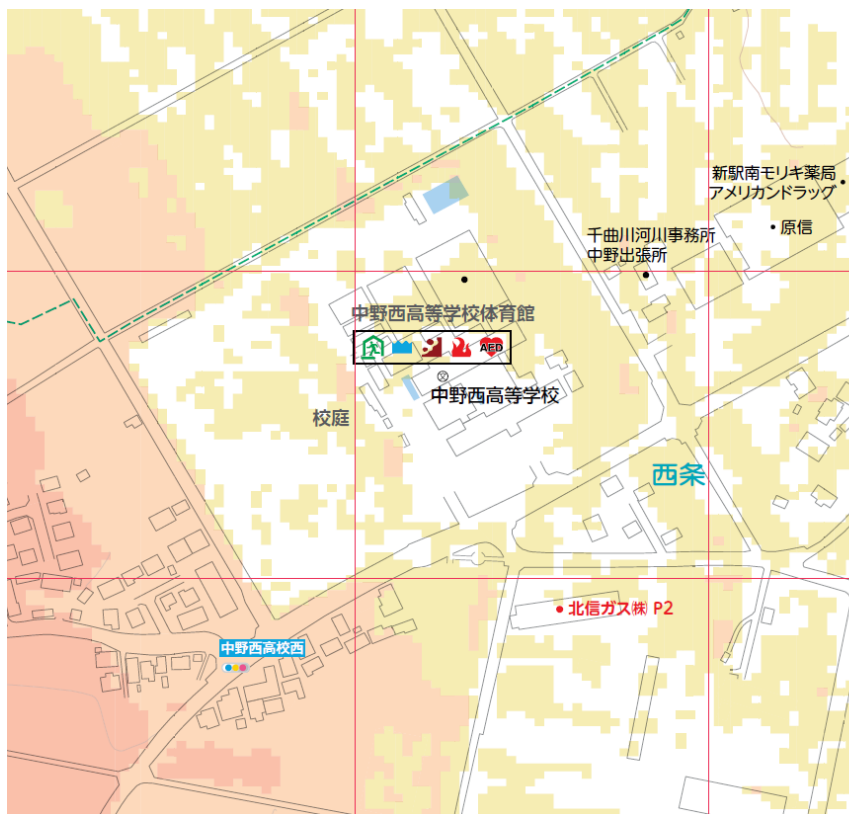 新駅南モリキ薬局
アメリカンドラッグ
原信
千曲川河川事務所
中野出張所
中野西高等学校体育館
AED
中野西高等学校
校庭
西条
北信ガス㈱ P2
中野西高校西